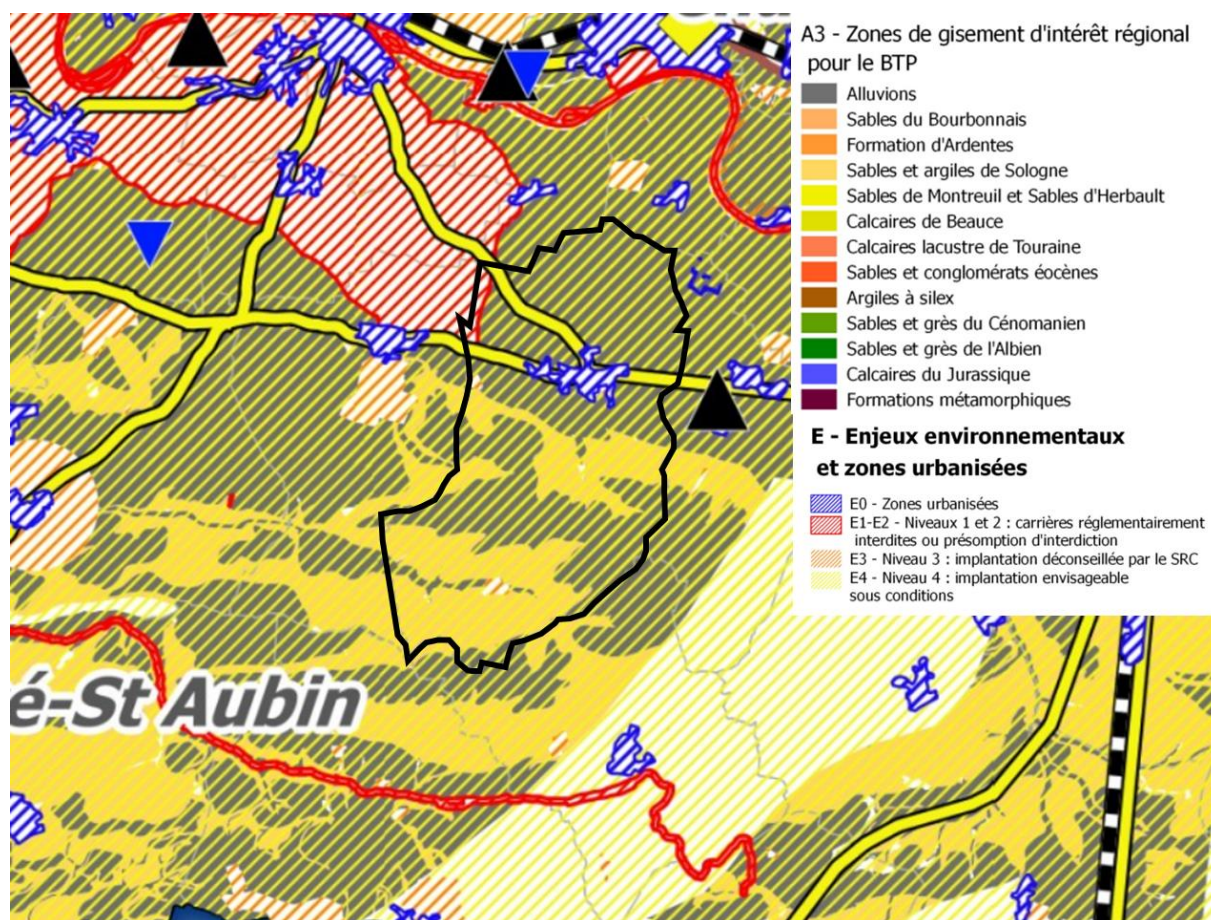 é-St Aubin
A3 - Zones de gisement d'intérêt régional
pour le BTP
Alluvions
Sables du Bourbonnais
Formation d'Ardentes
Sables et argiles de Sologne
Sables de Montreuil et Sables d'Herbault
Calcaires de Beauce
Calcaires lacustre de Touraine
Sables et conglomérats éocènes
Argiles à silex
Sables et grès du Cénomanien
Sables et grès de l'Albien
Calcaires du Jurassique
Formations métamorphiques
E - Enjeux environnementaux
et zones urbanisées
E0 - Zones urbanisées
E1-E2 - Niveaux 1 et 2 : carrières réglementairement
interdites ou présomption d'interdiction
E3 - Niveau 3 : implantation déconseillée par le SRC
E4 - Niveau 4 : implantation envisageable
sous conditions